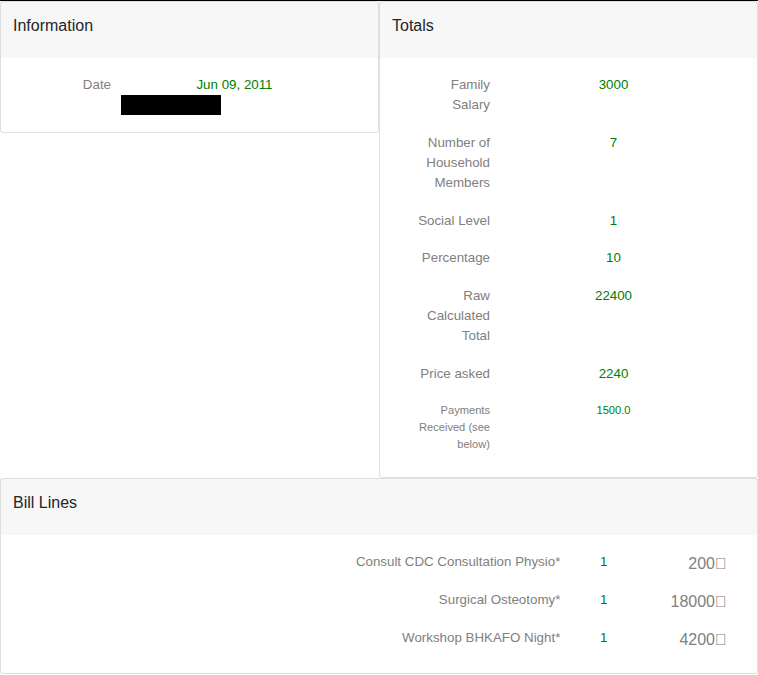 Information
Date Jun 09, 2011
Totals
Family 3000
Salary
Number of 7
Household
Members
Social Level 1
Percentage 10
Raw 22400
Calculated
Total
Price asked 2240
Payments 1500.0
Received (see
below)
Bill Lines
Consult CDC Consultation Physio* 1 200
Surgical Osteotomy* 1 18000
Workshop BHKAFO Night* 1 4200